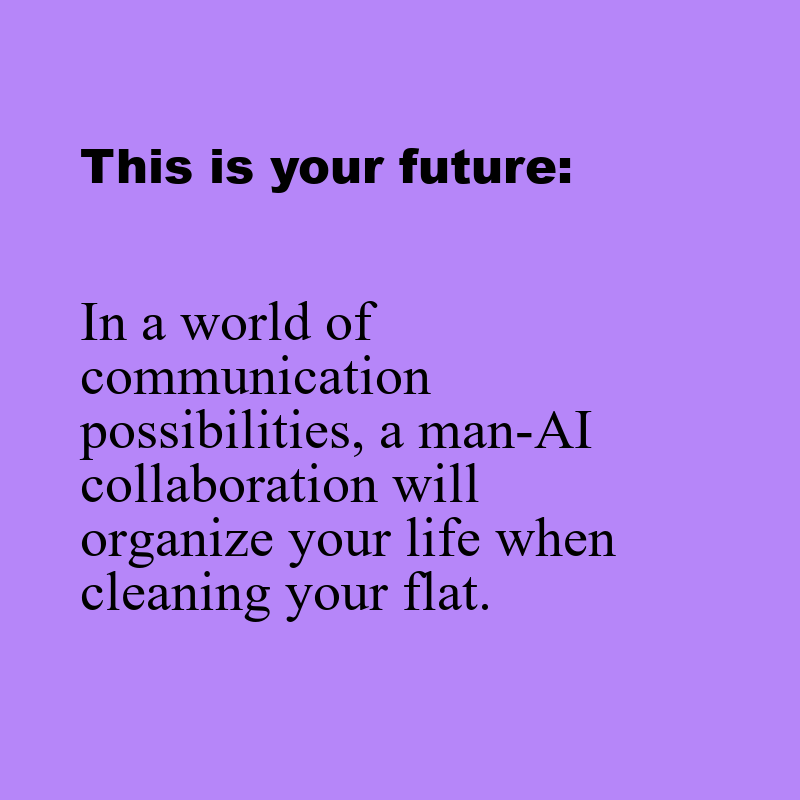 This is your future:
In a world of
communication
possibilities, a man-AI
collaboration will
organize your life when
cleaning your flat.